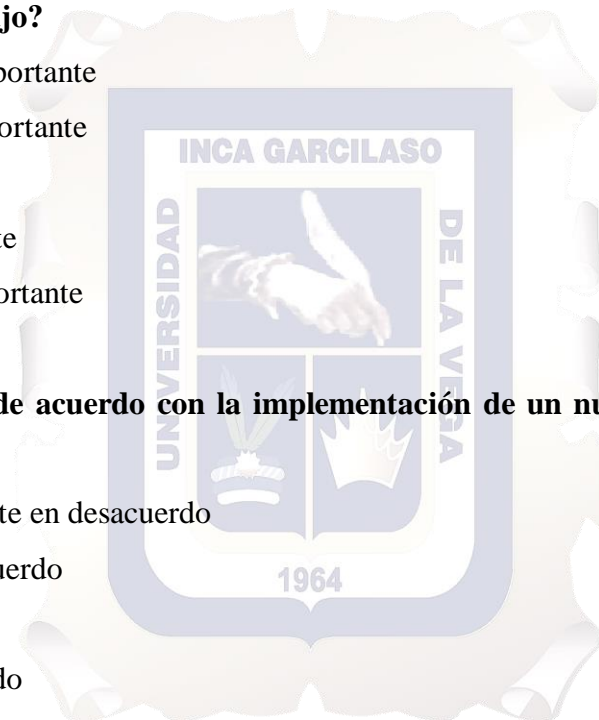 jo?
portante
ortante
te
ortante
de acuerdo con la implementación de un nu
te en desacuerdo
uerdo
do
INCA GARCILASO
UNIVERSIDAD
DE LA VEGA
1964